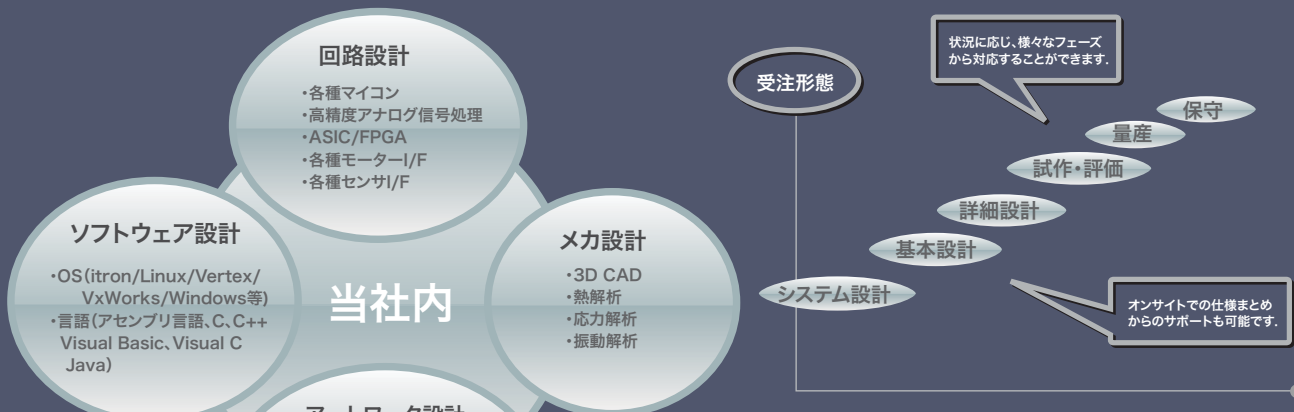 回路設計
・各種マイコン
・高精度アナログ信号処理
・ASIC/FPGA
・各種モーターI/F
・各種センサI/F
ソフトウェア設計
・OS(itron/Linux/Vertex/
VxWorks/Windows等)
・言語(アセンブリ言語、C、C++
Visual Basic、Visual C
Java)
当社内
メカ設計
・3D CAD
・熱解析
・応力解析
・振動解析
アートワーク設計
受注形態
状況に応じ、様々なフェーズ
から対応することができます.
保守
量産
試作・評価
詳細設計
基本設計
システム設計
オンサイトでの仕様まとめ
からのサポートも可能です.